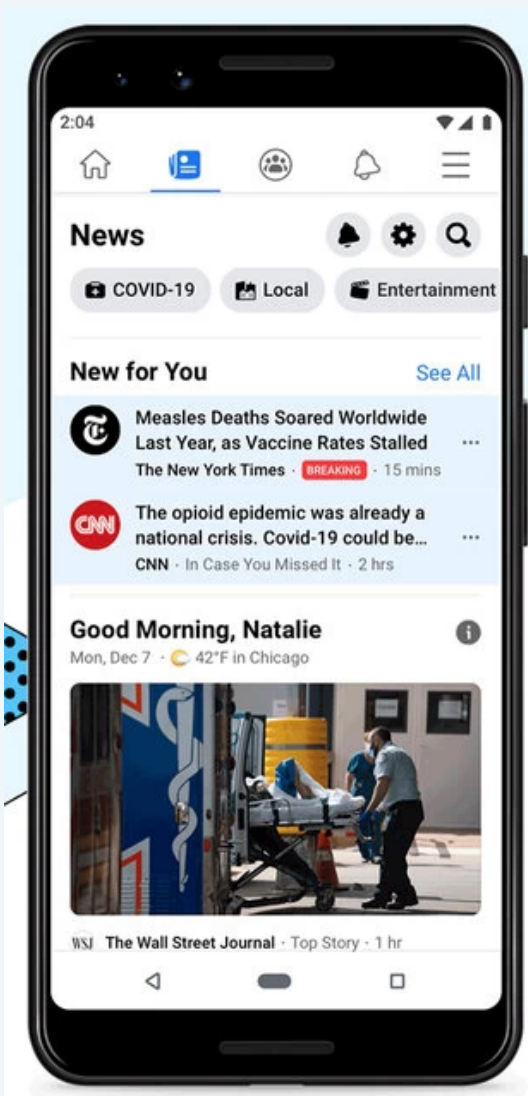 2:04
News
COVID-19
Local
Entertainment
New for You
See All
Measles Deaths Soared Worldwide
Last Year, as Vaccine Rates Stalled
The New York Times · BREAKING · 15 mins
CNN
The opioid epidemic was already a
national crisis. Covid-19 could be...
CNN · In Case You Missed It · 2 hrs
Good Morning, Natalie
Mon, Dec 7 · 42°F in Chicago
WSJ The Wall Street Journal · Top Story · 1 hr